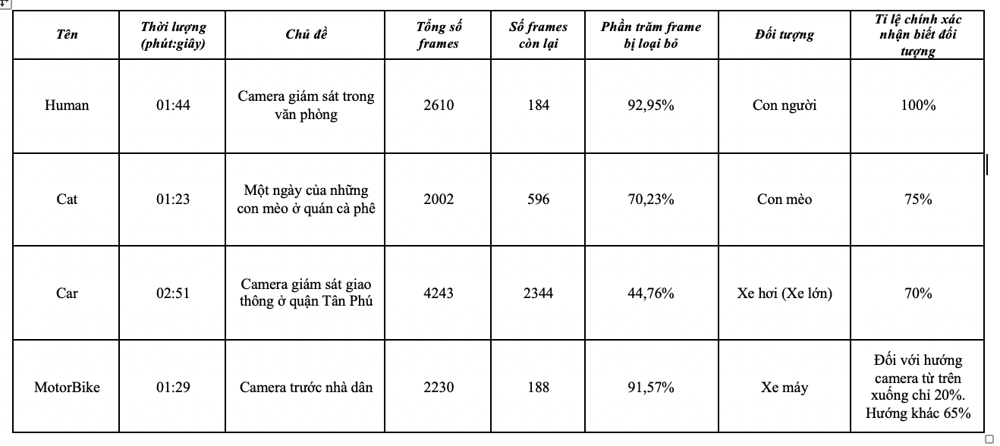 Tên
Thời lượng
(phút:giây)
Chủ đề
Tổng số
frames
Số frames
còn lại
Phần trăm frame
bị loại bỏ
Đối tượng
Tỉ lệ chính xác
nhận biết đối
tượng
Human
01:44
Camera giám sát trong
văn phòng
2610
184
92,95%
Con người
100%
Cat
01:23
Một ngày của những
con mèo ở quán cà phê
2002
596
70,23%
Con mèo
75%
Car
02:51
Camera giám sát giao
thông ở quận Tân Phú
4243
2344
44,76%
Xe hơi (Xe lớn)
70%
MotorBike
01:29
Camera trước nhà dân
2230
188
91,57%
Xe máy
Đối với hướng
camera từ trên
xuống chỉ 20%.
Hướng khác 65%